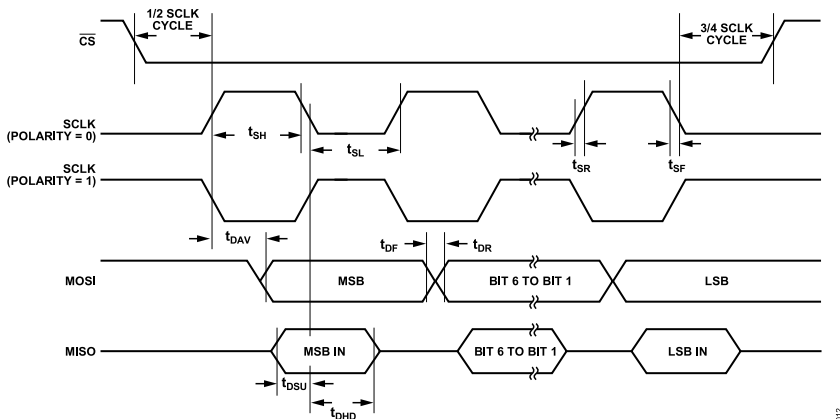 1/2 SCLK
CYCLE
3/4 SCLK
CYCLE
CS
SCLK
(POLARITY = 0)
tSH
tSL
tSR
tSF
SCLK
(POLARITY = 1)
tDAV
tDF
tDR
MOSI
MSB
BIT 6 TO BIT 1
LSB
MISO
MSB IN
BIT 6 TO BIT 1
LSB IN
tDSU
tDHD